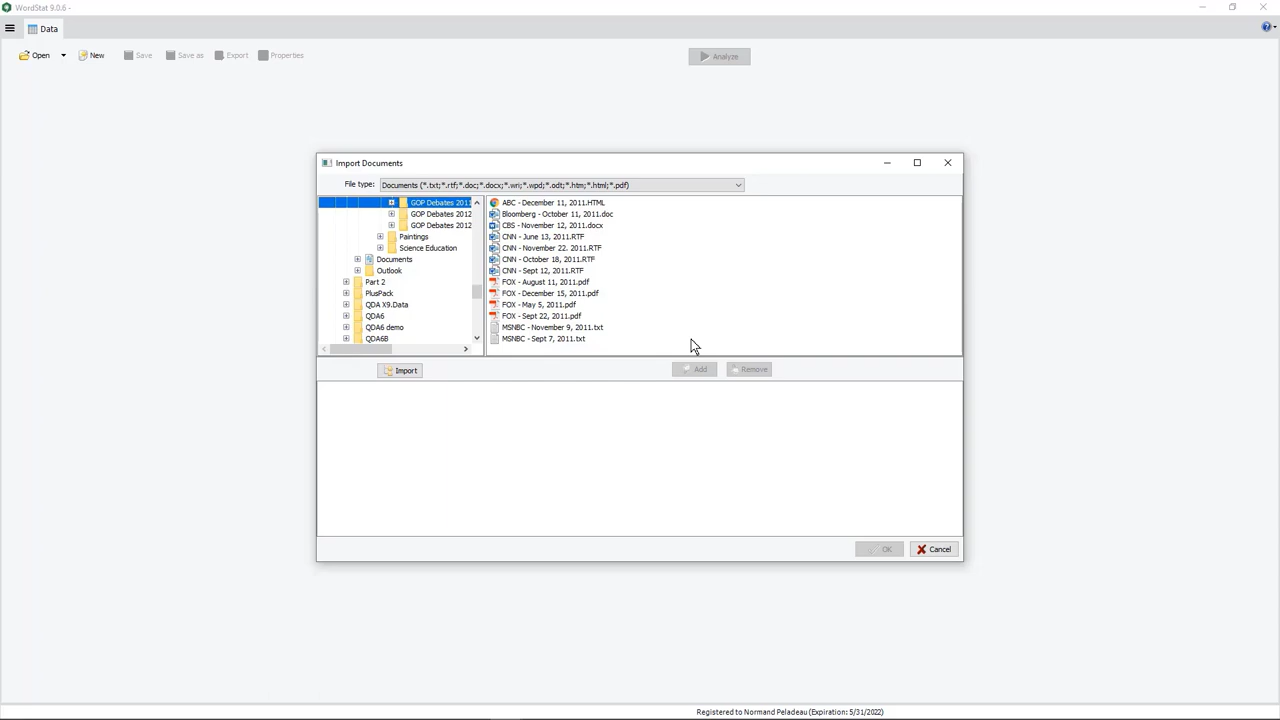 WordStat 9.0.6 -
Data
Open
New
Save
Save as
Export
Properties
Analyze
Import Documents
File type:
Documents (*.txt;*.rtf;*.doc;*.docx;*.wri;*.wpd;*.odt;*.htm;*.html;*.pdf)
GOP Debates 2011
GOP Debates 2012
GOP Debates 2012
Paintings
Science Education
Documents
Outlook
Part 2
PlusPack
QDA X9.Data
QDA6
QDA6 demo
QDA6B
ABC - December 11, 2011.HTML
Bloomberg - October 11, 2011.doc
CBS - November 12, 2011.docx
CNN - June 13, 2011.RTF
CNN - November 22. 2011.RTF
CNN - October 18, 2011.RTF
CNN - Sept 12, 2011.RTF
FOX - August 11, 2011.pdf
FOX - December 15, 2011.pdf
FOX - May 5, 2011.pdf
FOX - Sept 22, 2011.pdf
MSNBC - November 9, 2011.txt
MSNBC - Sept 7, 2011.txt
Import
Add
Remove
OK
Cancel
Registered to Normand Peladeau (Expiration: 5/31/2022)